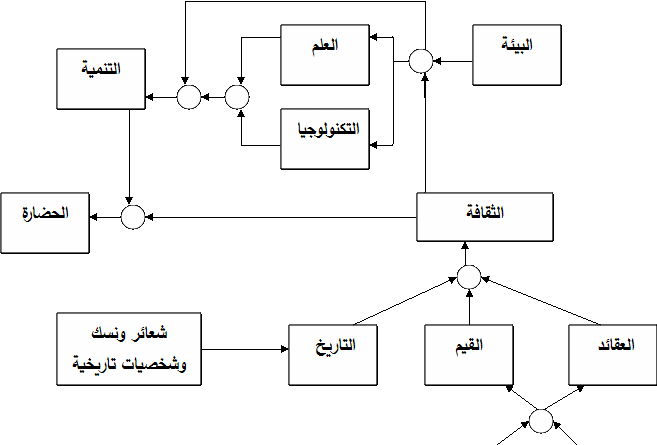 البيئة
العلم
التنمية
التكنولوجيا
الثقافة
الحضارة
العقائد
القيم
التاريخ
شعائر ونسك
وشخصيات تاريخية